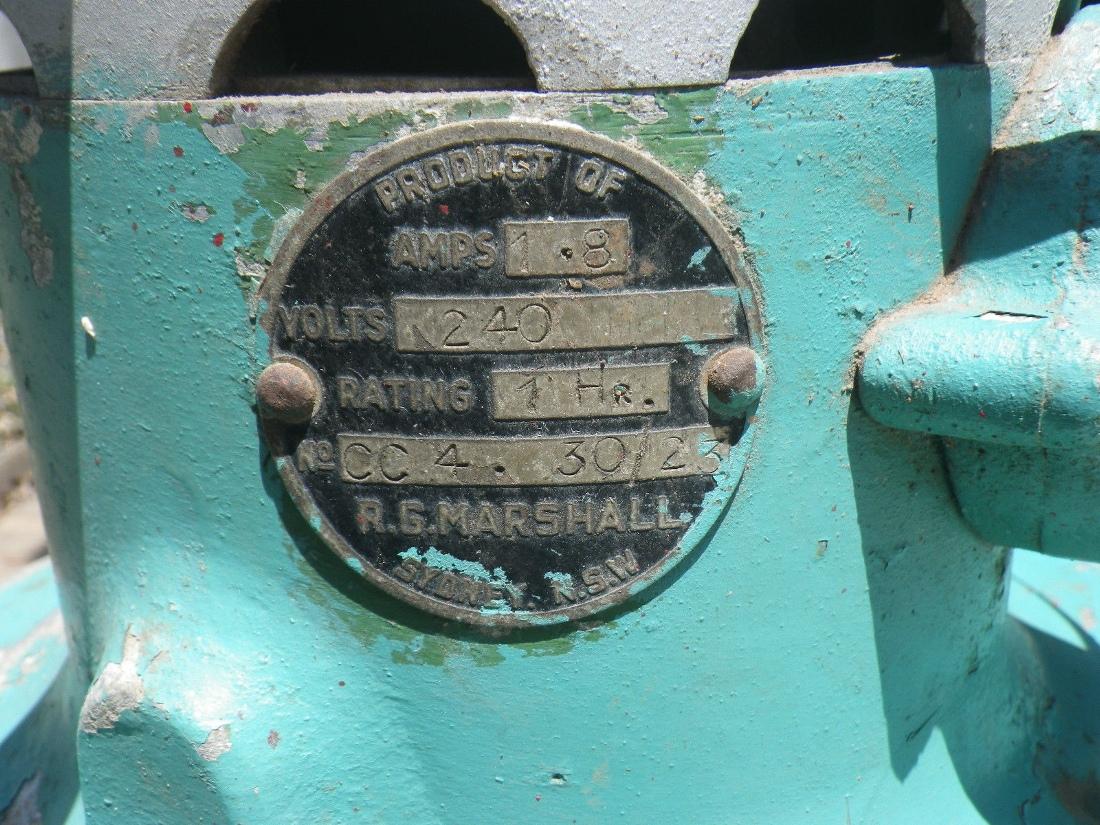 PRODUCT OF
AMPS 1.8
VOLTS 240
RATING 1 HR.
NO CC 4. 30/23
R.G.MARSHALL
SYDNEY. N.S.W